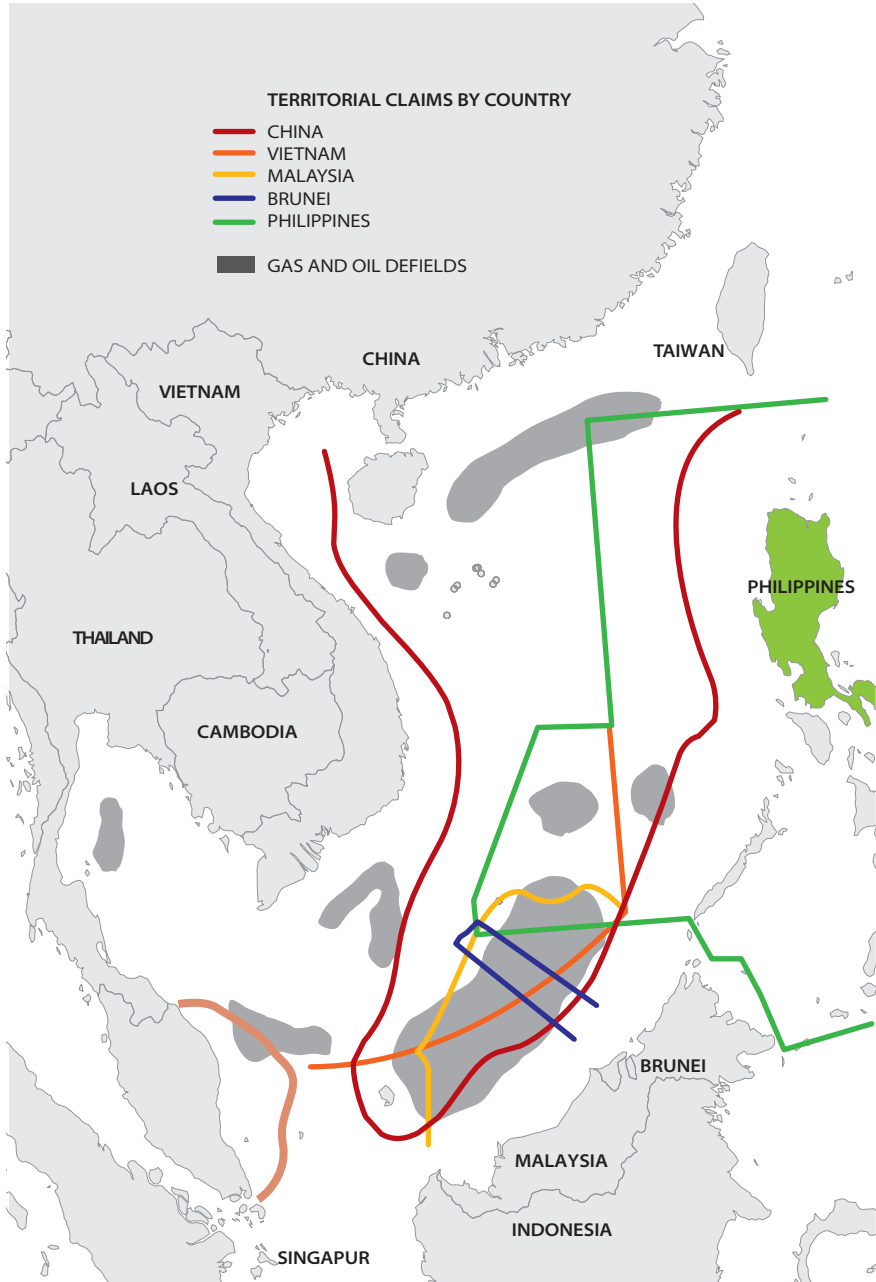 TERRITORIAL CLAIMS BY COUNTRY
CHINA
VIETNAM
MALAYSIA
BRUNEI
PHILIPPINES
GAS AND OIL DEFIELDS
TAIWAN
CHINA
VIETNAM
LAOS
PHILIPPINES
THAILAND
CAMBODIA
BRUNEI
MALAYSIA
INDONESIA
SINGAPUR